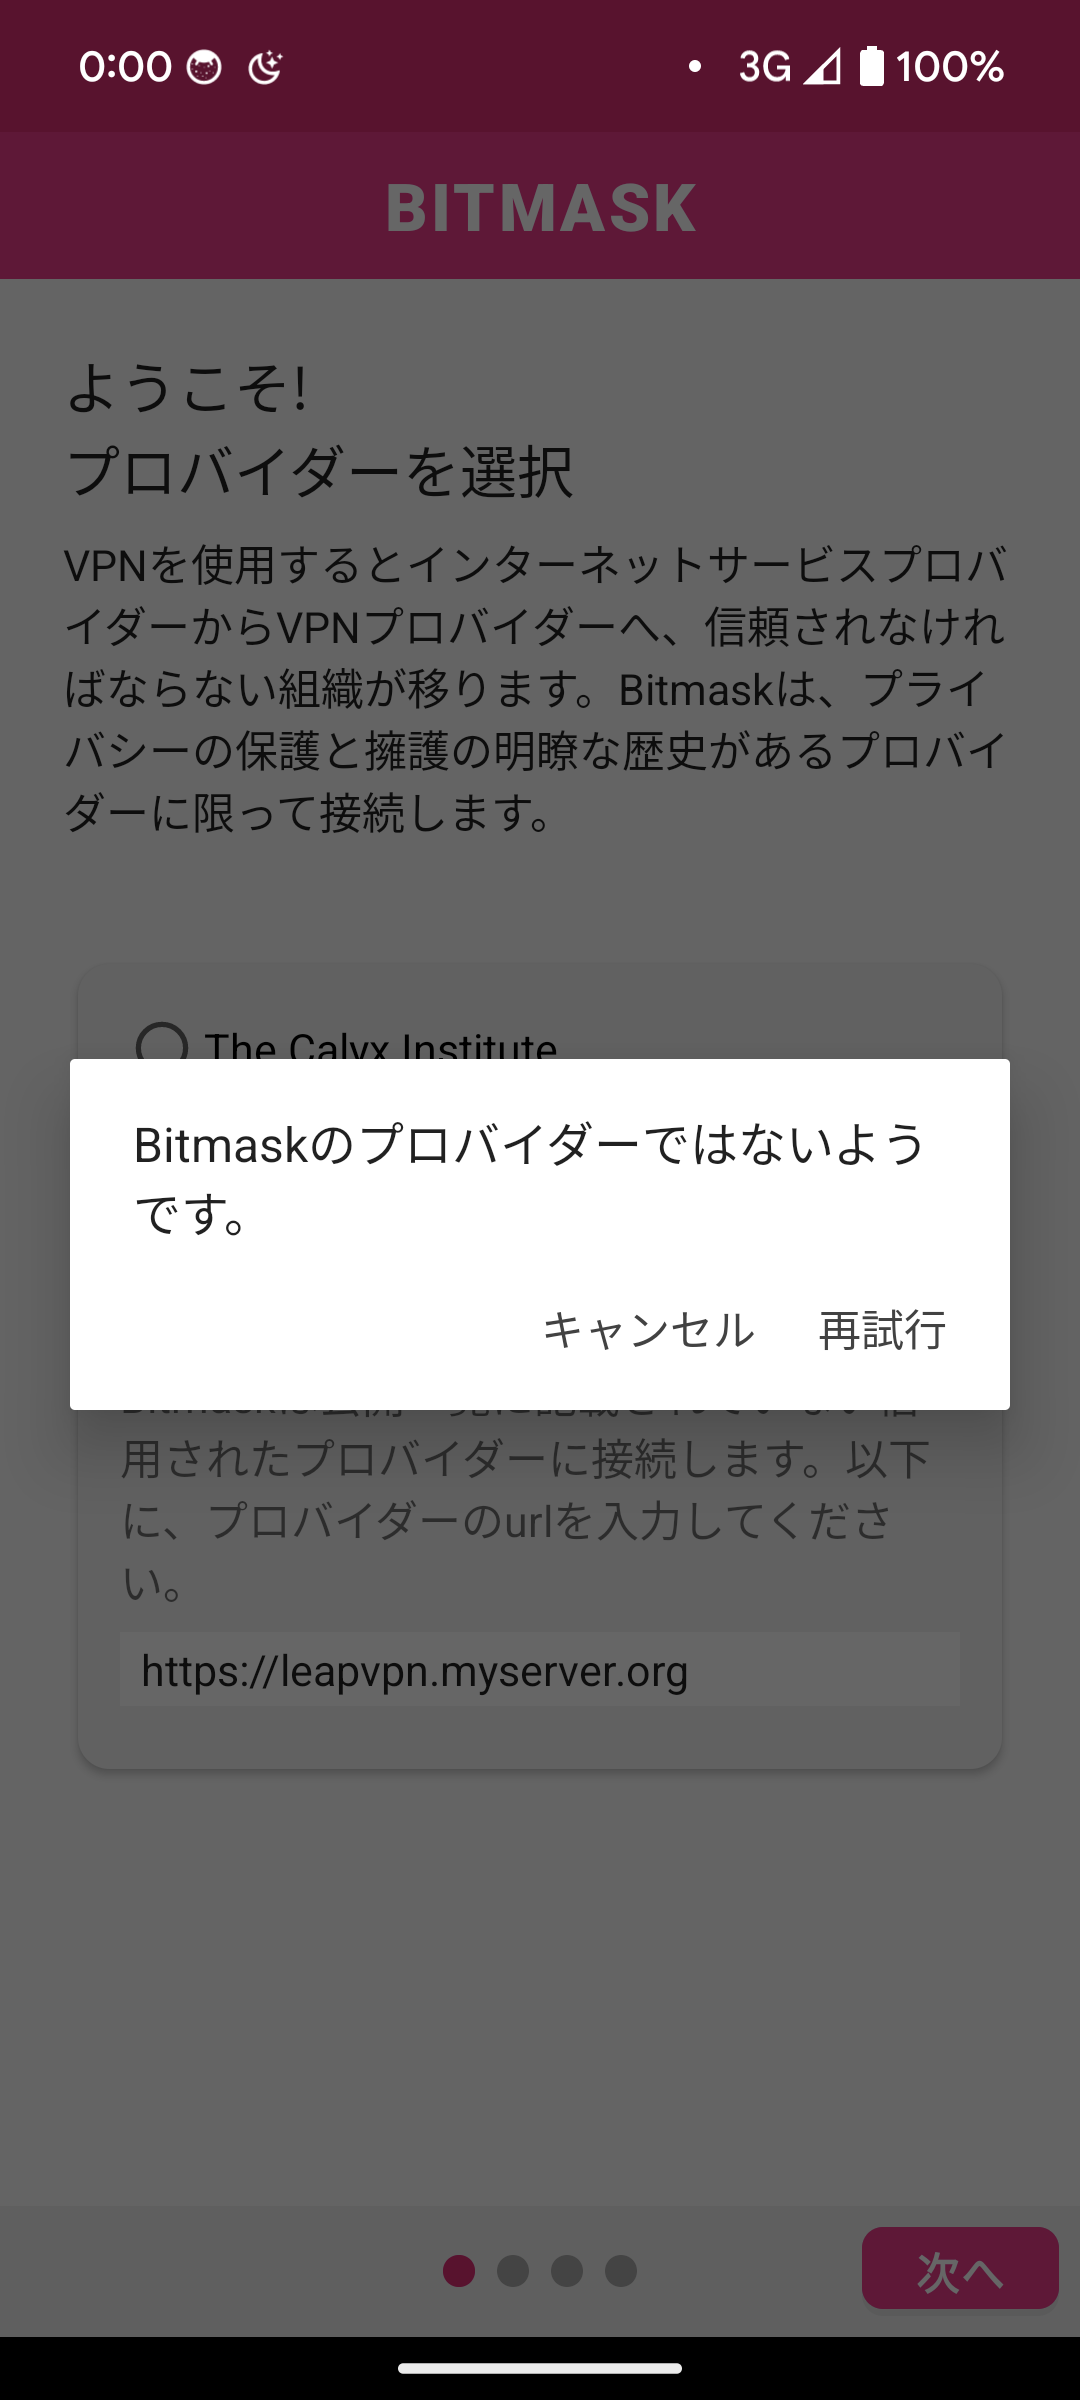 0:00 3G 100%
BITMASK
ようこそ!
プロバイダーを選択
VPNを使用するとインターネットサービスプロバ
イダーからVPNプロバイダーへ、信頼されなけれ
ばならない組織が移ります。Bitmaskは、プライ
バシーの保護と擁護の明瞭な歴史があるプロバイ
ダーに限って接続します。
The Calyx Institute
Bitmaskのプロバイダーではないよう
です。
キャンセル 再試行
用されたプロバイダーに接続します。以下
に、プロバイダーのurlを入力してくださ
い。
https://leapvpn.myserver.org
次へ